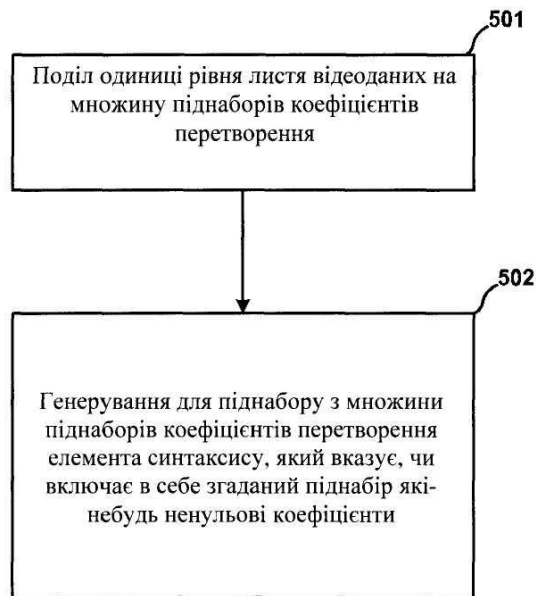 501
Поділ одиниці рівня листя відеоданих на
множину піднаборів коефіцієнтів
перетворення
502
Генерування для піднабору з множини
піднаборів коефіцієнтів перетворення
елемента синтаксису, який вказує, чи
включає в себе згаданий піднабір які-
небудь ненульові коефіцієнти